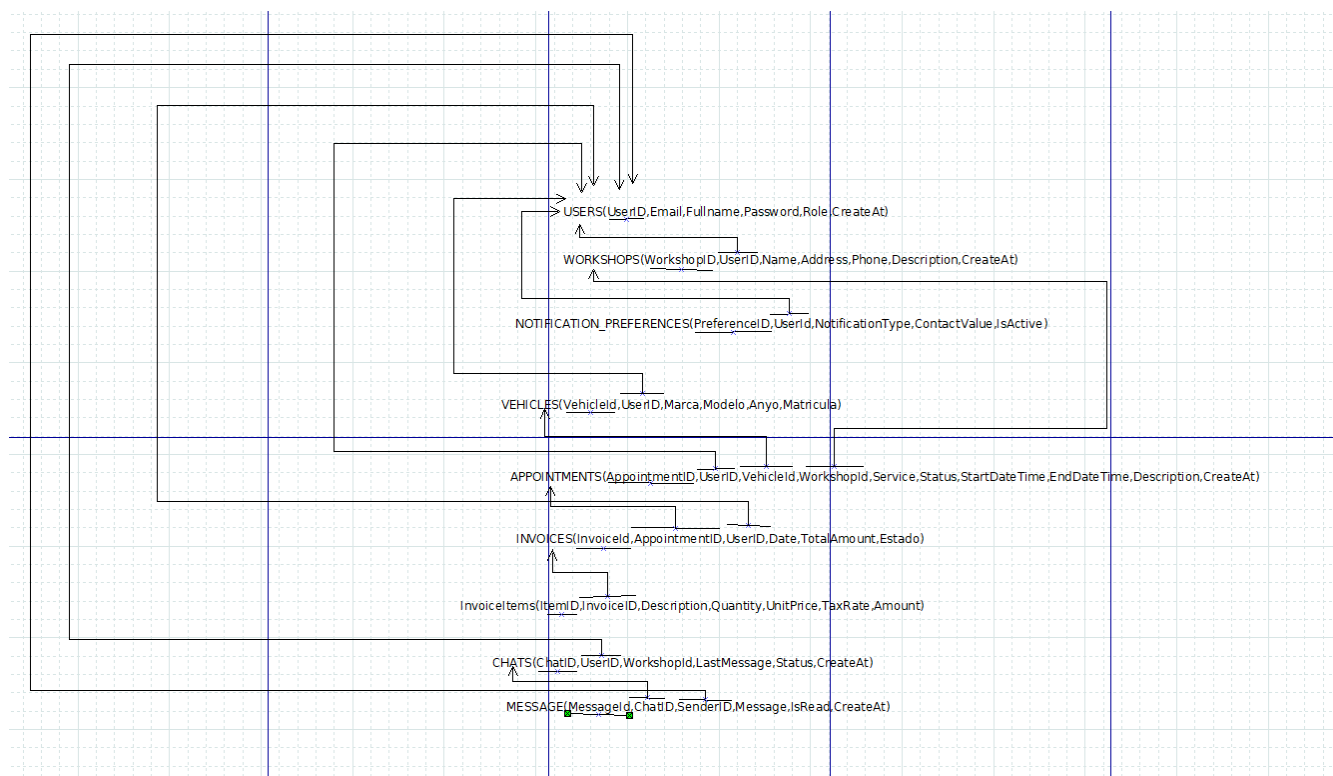 USERS(UserID,Email,Fullname,Password,Role,CreateAt)
WORKSHOPS(WorkshopID,UserID,Name,Address,Phone,Description,CreateAt)
NOTIFICATION_PREFERENCES(PreferenceID,UserId,NotificationType,ContactValue,IsActive)
VEHICLES(VehicleId,UserID,Marca,Modelo,Anyo,Matricula)
APPOINTMENTS(AppointmentID,UserID,VehicleId,WorkshopId,Service,Status,StartDateTime,EndDateTime,Description,CreateAt)
INVOICES(InvoiceId,AppointmentID,UserID,Date,TotalAmount,Estado)
InvoiceItems(ItemID,InvoiceID,Description,Quantity,UnitPrice,TaxRate,Amount)
CHATS(ChatID,UserID,WorkshopId,LastMessage,Status,CreateAt)
MESSAGE(MessageId,ChatID,SenderID,Message,IsRead,CreateAt)